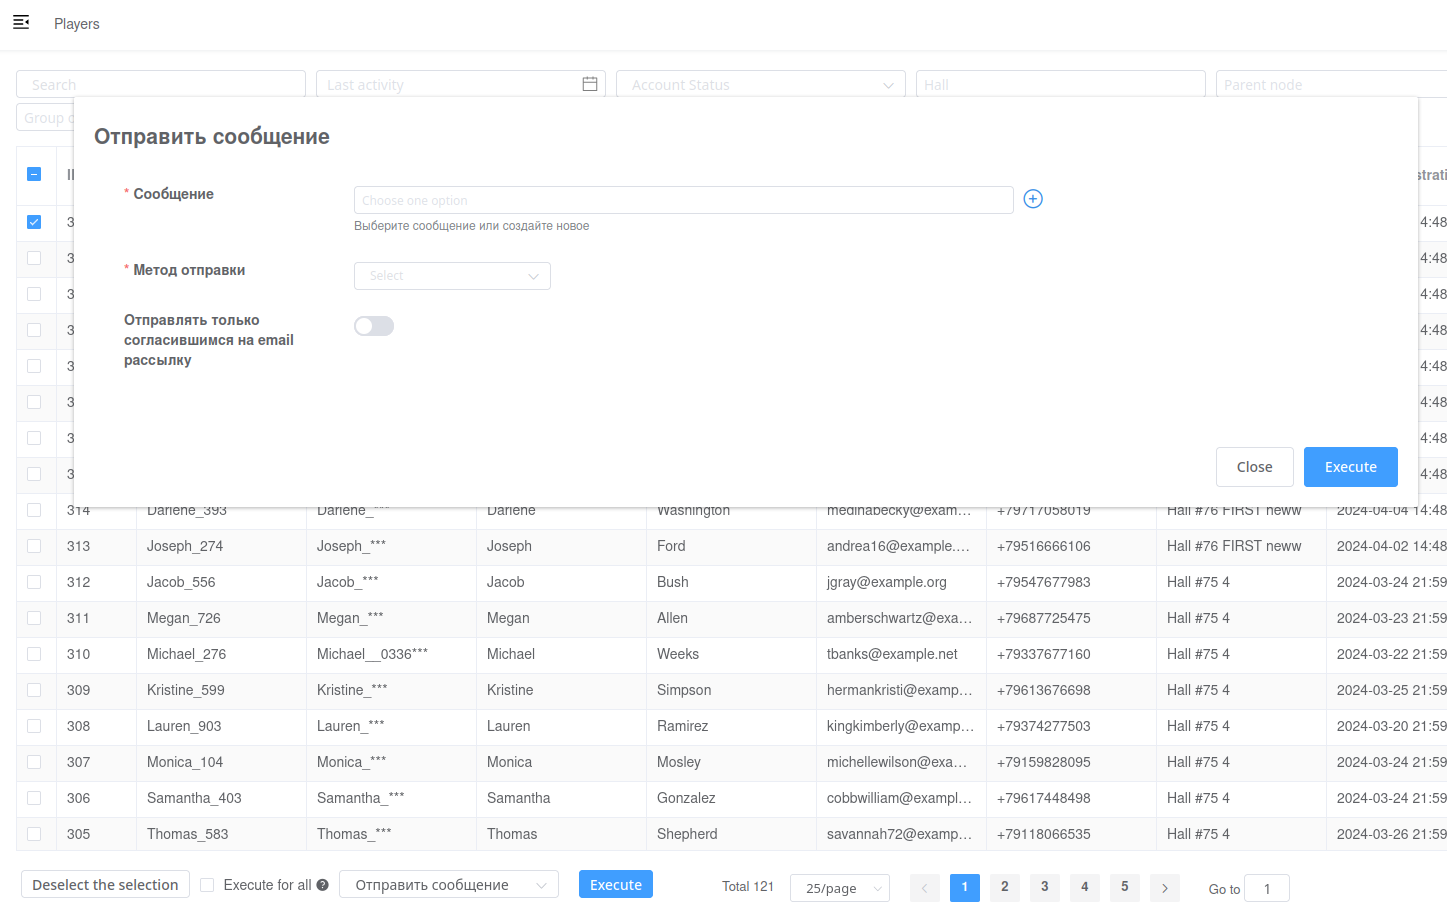 Players
Search Last activity Account Status Hall Parent node
Group
Отправить сообщение
strati
* Сообщение Choose one option
Выберите сообщение или создайте новое
3 4:48
3
* Метод отправки Select
3 4:48
Отправлять только
согласившимся на email
рассылку
3 4:48
3 4:48
3 4:48
3 4:48
3 4:48
Close Execute
314 Darlene_393 Darlene_*** Darlene Washington medinabecky@exam... +79717058019 Hall #76 FIRST neww 2024-04-04 14:48
313 Joseph_274 Joseph_*** Joseph Ford andrea16@example.... +79516666106 Hall #76 FIRST neww 2024-04-02 14:48
312 Jacob_556 Jacob_*** Jacob Bush jgray@example.org +79547677983 Hall #75 4 2024-03-24 21:59
311 Megan_726 Megan_*** Megan Allen amberschwartz@exa... +79687725475 Hall #75 4 2024-03-23 21:59
310 Michael_276 Michael__0336*** Michael Weeks tbanks@example.net +79337677160 Hall #75 4 2024-03-22 21:59
309 Kristine_599 Kristine_*** Kristine Simpson hermankristi@examp... +79613676698 Hall #75 4 2024-03-25 21:59
308 Lauren_903 Lauren_*** Lauren Ramirez kingkimberly@examp... +79374277503 Hall #75 4 2024-03-20 21:59
307 Monica_104 Monica_*** Monica Mosley michellewilson@exa... +79159828095 Hall #75 4 2024-03-24 21:59
306 Samantha_403 Samantha_*** Samantha Gonzalez cobbwilliam@exampl... +79617448498 Hall #75 4 2024-03-24 21:59
305 Thomas_583 Thomas_*** Thomas Shepherd savannah72@examp... +79118066535 Hall #75 4 2024-03-26 21:59
Deselect the selection Execute for all ? Отправить сообщение Execute Total 121 25/page 1 2 3 4 5 Go to 1